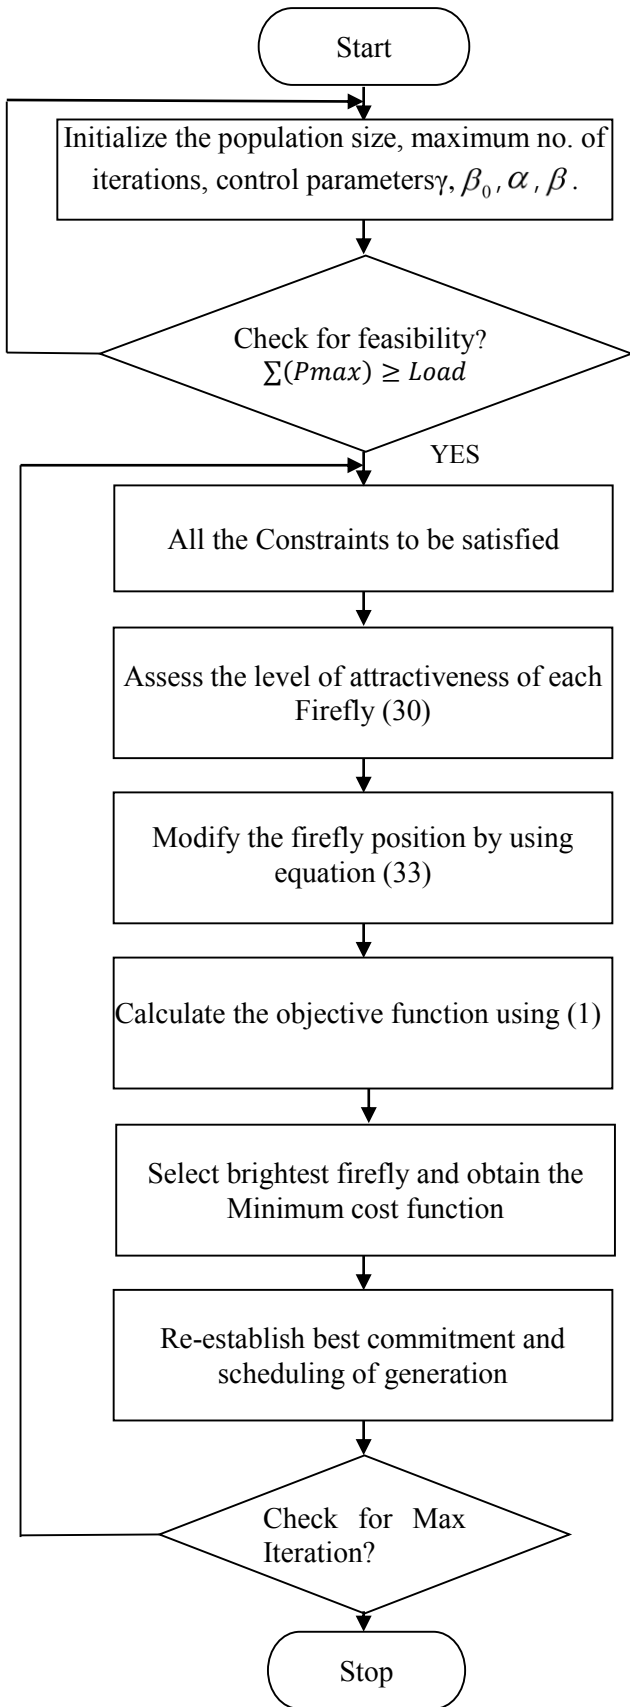 Start
Initialize the population size, maximum no. of
iterations, control parametersγ, β₀, α, β.
Check for feasibility?
∑(Pmax) ≥ Load
YES
All the Constraints to be satisfied
Assess the level of attractiveness of each
Firefly (30)
Modify the firefly position by using
equation (33)
Calculate the objective function using (1)
Select brightest firefly and obtain the
Minimum cost function
Re-establish best commitment and
scheduling of generation
Check for Max
Iteration?
Stop